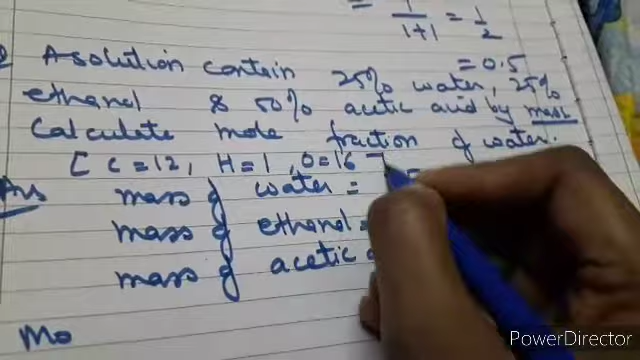 = 1/1+1 = 1/2
= 0.5
A solution contain 25% water, 25%
ethanol & 50% acetic acid by mass
Calculate mole fraction of water.
[ C = 12, H = 1, O = 16 ]
Ans mass of water =
mass of ethanol =
mass of acetic
Mo
PowerDirector